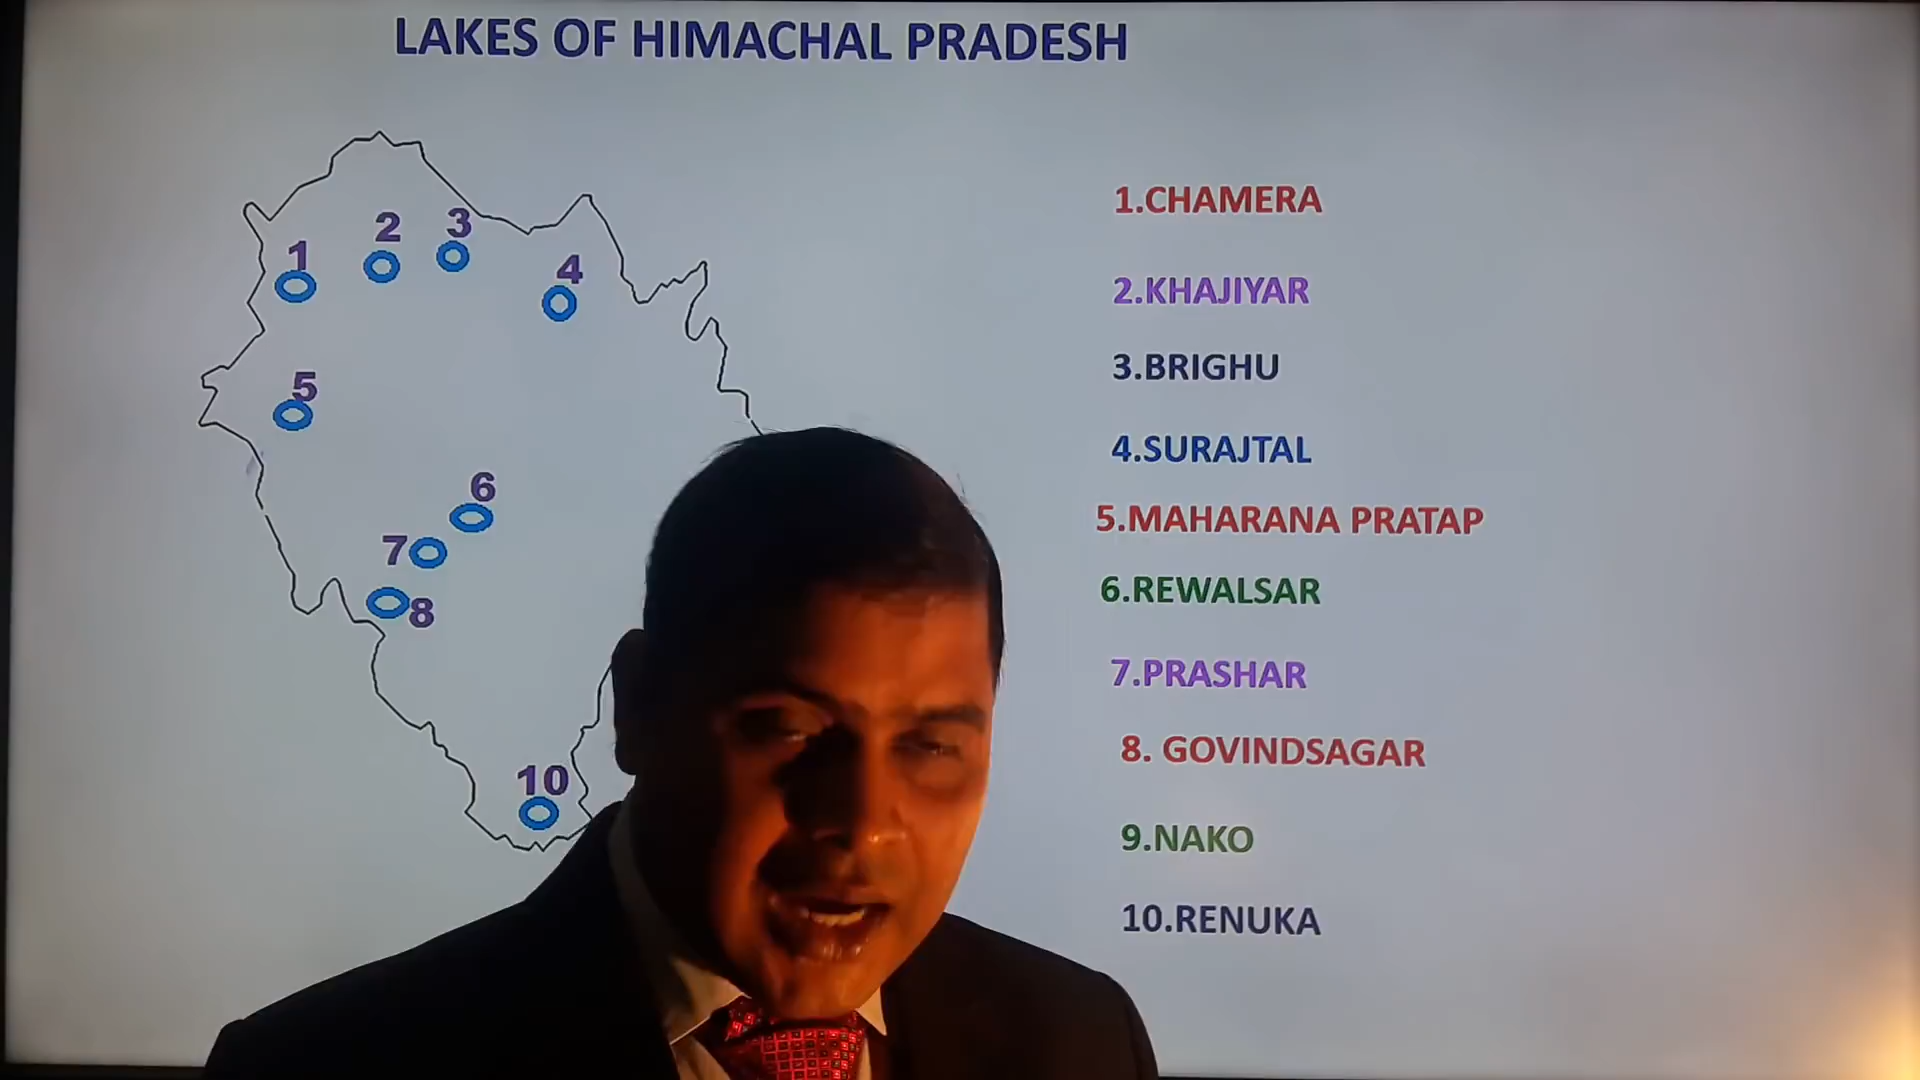 LAKES OF HIMACHAL PRADESH
1
2
3
4
5
6
7
8
10
1.CHAMERA
2.KHAJIYAR
3.BRIGHU
4.SURAJTAL
5.MAHARANA PRATAP
6.REWALSAR
7.PRASHAR
8. GOVINDSAGAR
9.NAKO
10.RENUKA